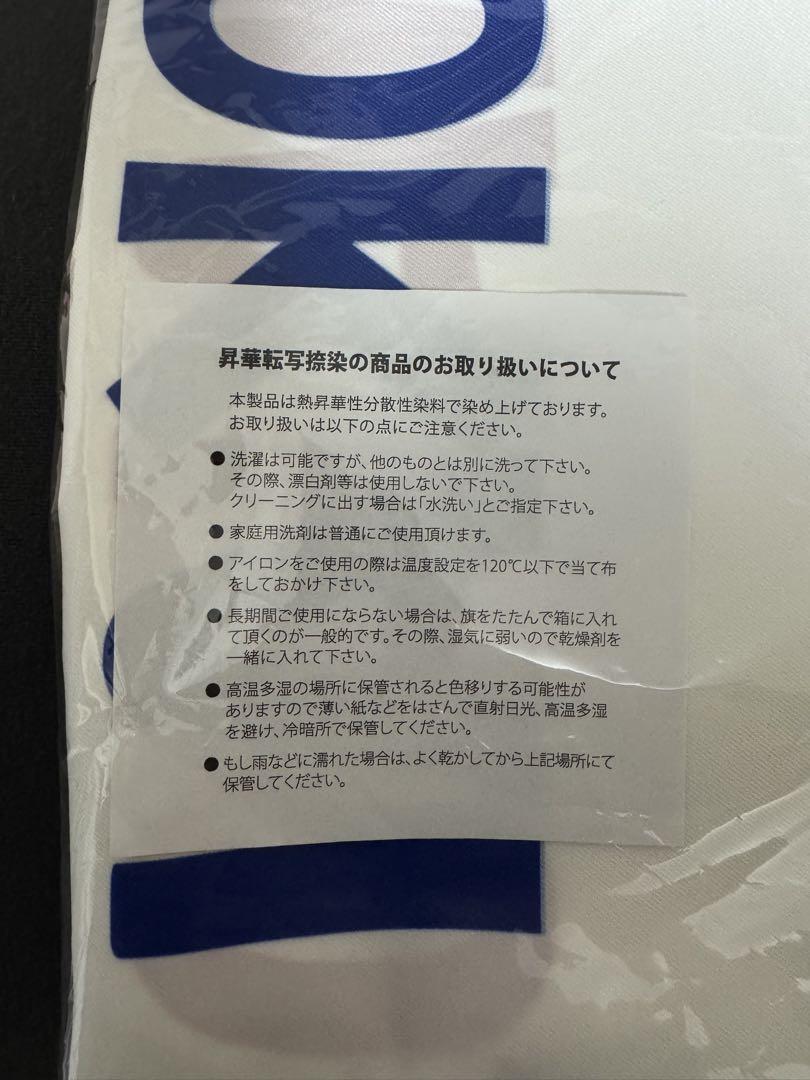 OK
昇華転写捺染の商品のお取り扱いについて
本製品は熱昇華性分散性染料で染め上げております。
お取り扱いは以下の点にご注意ください。
● 洗濯は可能ですが、他のものとは別に洗って下さい。
その際、漂白剤等は使用しないで下さい。
クリーニングに出す場合は「水洗い」とご指定下さい。
● 家庭用洗剤は普通にご使用頂けます。
● アイロンをご使用の際は温度設定を120℃以下で当て布
をしておかけ下さい。
● 長期間ご使用にならない場合は、旗をたたんで箱に入れ
て頂くのが一般的です。その際、湿気に弱いので乾燥剤を
一緒に入れて下さい。
● 高温多湿の場所に保管されると色移りする可能性が
ありますので薄い紙などをはさんで直射日光、高温多湿
を避け、冷暗所で保管してください。
● もし雨などに濡れた場合は、よく乾かしてから上記場所にて
保管してください。